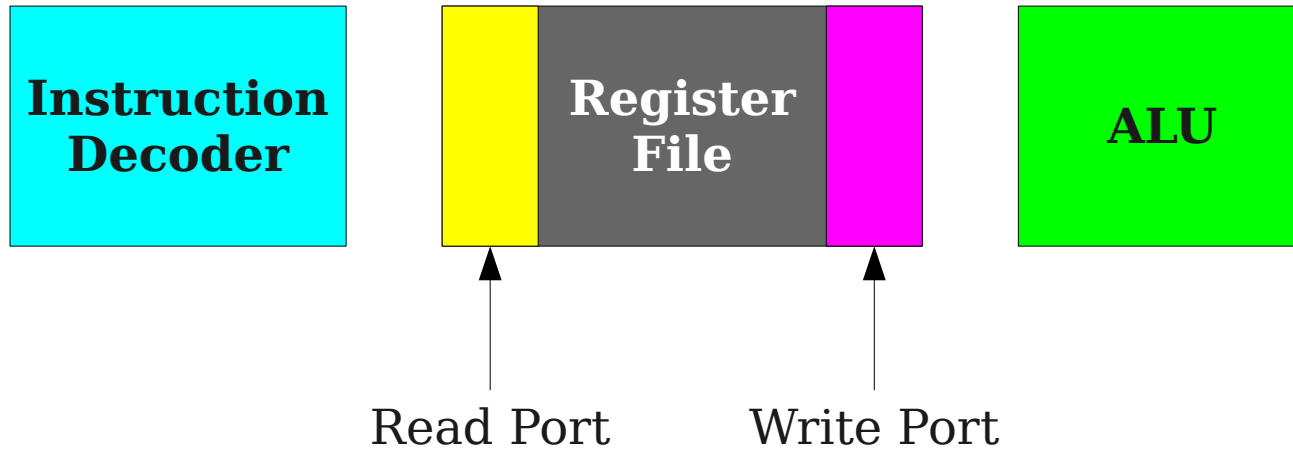 Instruction
Decoder
Register
File
ALU
Read Port
Write Port